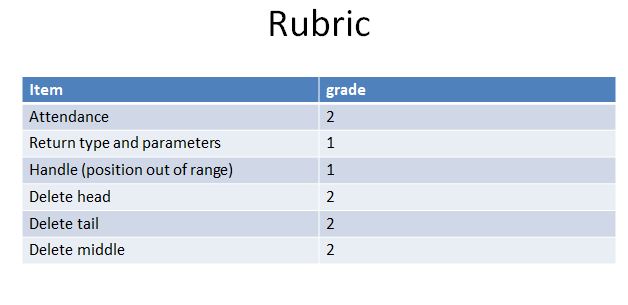 Rubric
Item grade
Attendance 2
Return type and parameters 1
Handle (position out of range) 1
Delete head 2
Delete tail 2
Delete middle 2